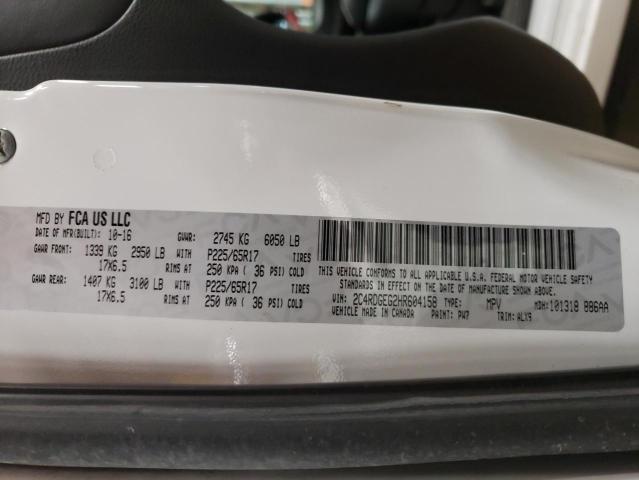 MFD BY FCA US LLC
DATE OF MFR(BUILT): 10-16 GVWR: 2745 KG 6050 LB
GAWR FRONT: 1339 KG 2950 LB WITH P225/65R17 TIRES
17X6.5 RIMS AT 250 KPA ( 36 PSI) COLD
GAWR REAR: 1407 KG 3100 LB WITH P225/65R17 TIRES
17X6.5 RIMS AT 250 KPA ( 36 PSI) COLD
THIS VEHICLE CONFORMS TO ALL APPLICABLE U.S.A. FEDERAL MOTOR VEHICLE SAFETY
STANDARDS IN EFFECT ON THE DATE OF MANUFACTURE SHOWN ABOVE.
VIN: 2C4RDGEG2HR604158 TYPE: MPV MDH:101318 886AA
VEHICLE MADE IN CANADA PAINT: PW7 TRIM: ALX9